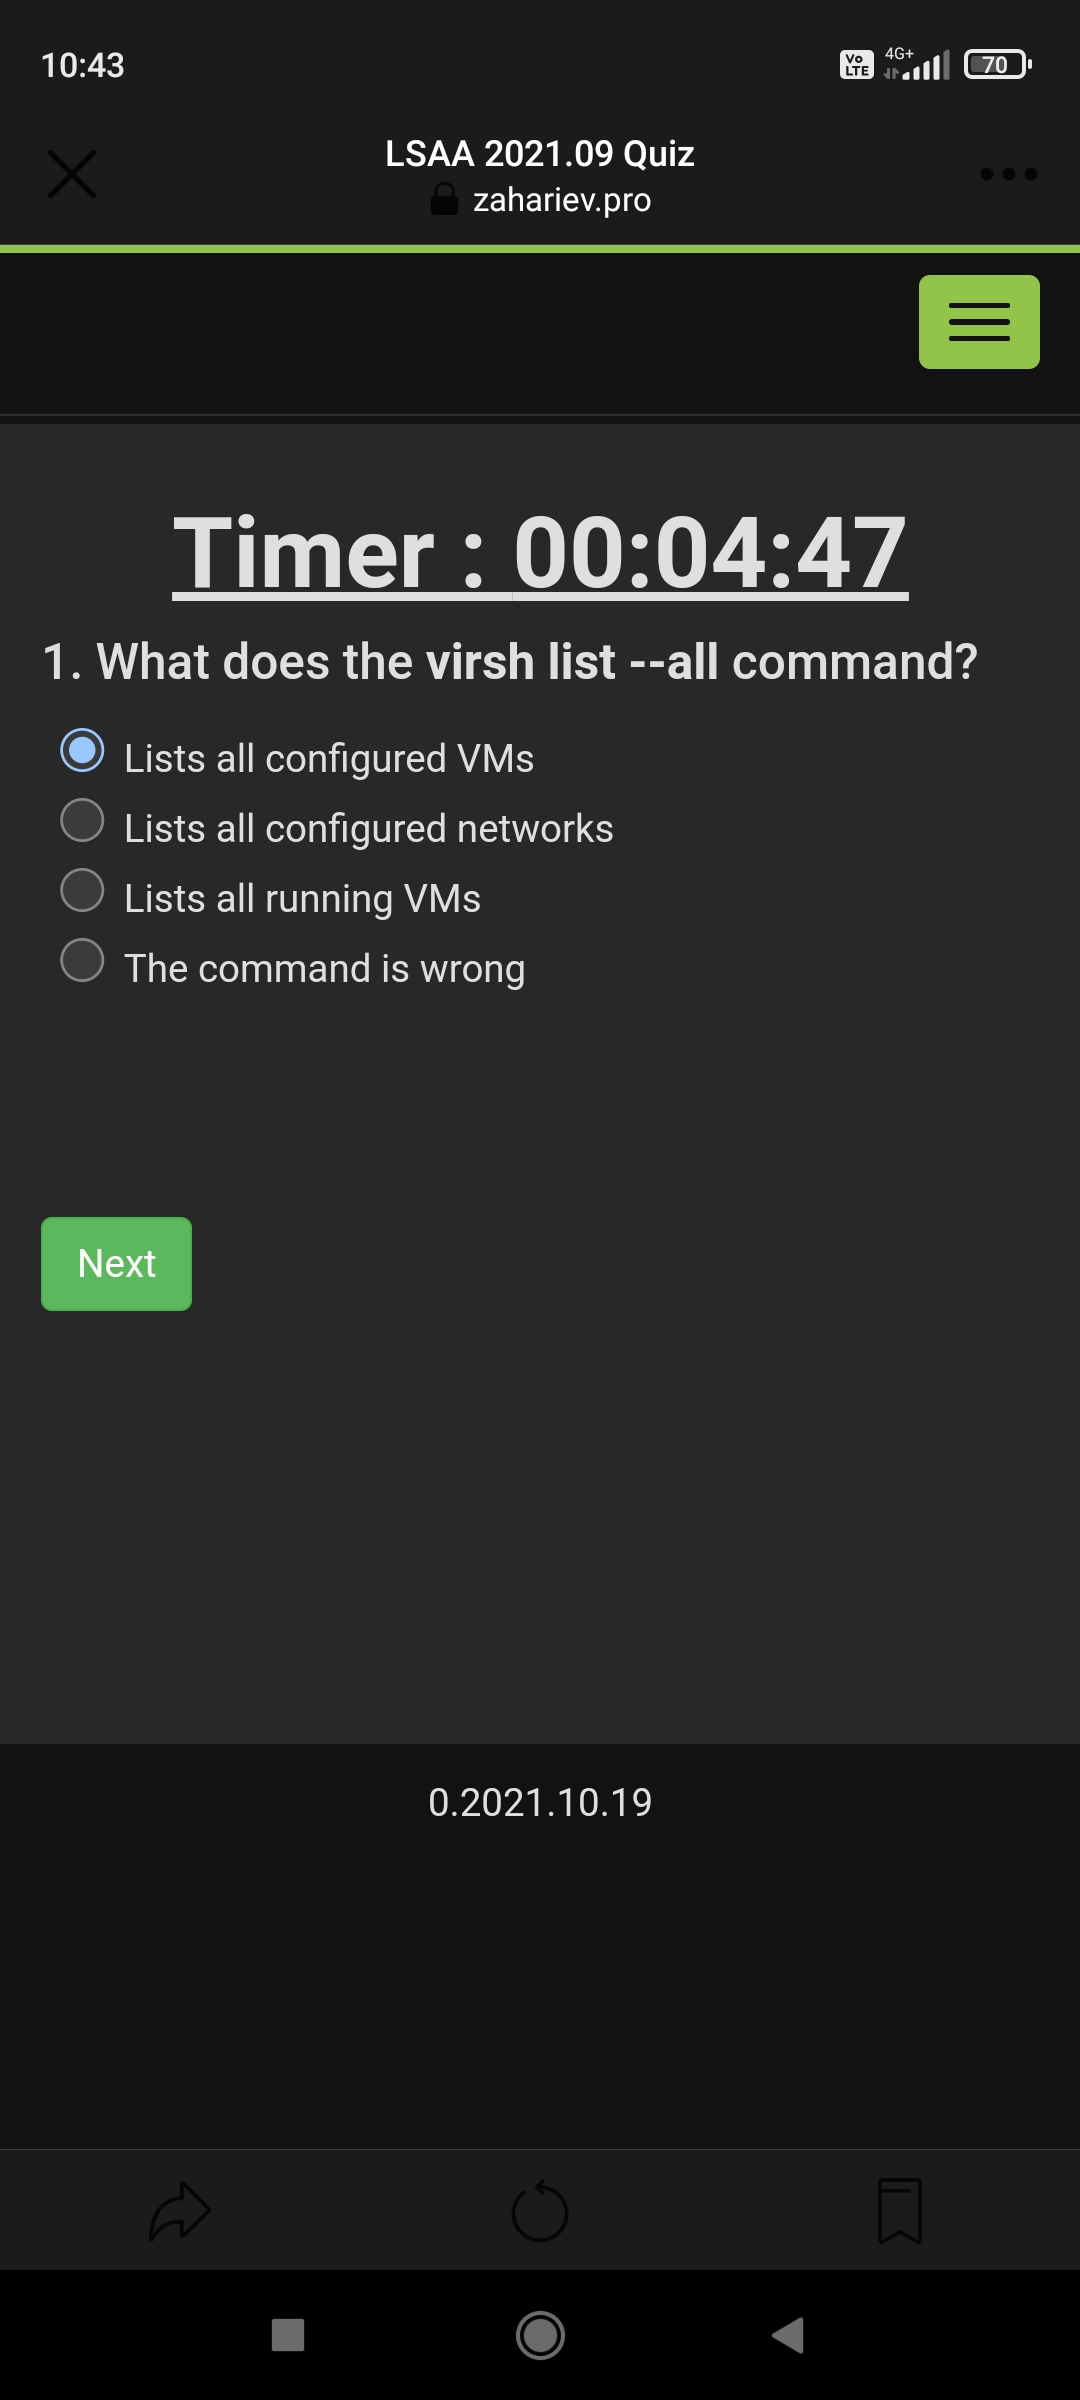 10:43
Vo LTE 4G+ 70
LSAA 2021.09 Quiz
zahariev.pro
Timer : 00:04:47
1. What does the virsh list --all command?
Lists all configured VMs
Lists all configured networks
Lists all running VMs
The command is wrong
Next
0.2021.10.19